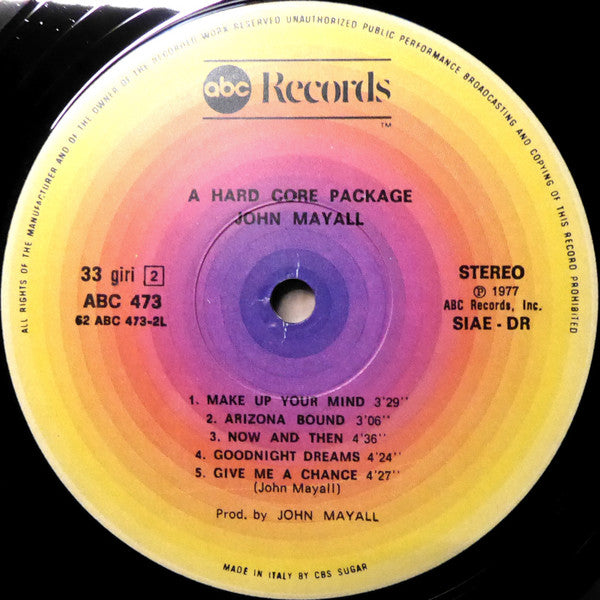 ALL RIGHTS OF THE MANUFACTURER AND OF THE OWNER OF THE RECORDED WORK RESERVED UNAUTHORIZED PUBLIC PERFORMANCE BROADCASTING AND COPYING OF THIS RECORD PROHIBITED
abc Records
TM
A HARD CORE PACKAGE
JOHN MAYALL
33 giri 2
ABC 473
62 ABC 473-2L
STEREO
℗ 1977
ABC Records, Inc.
SIAE - DR
1. MAKE UP YOUR MIND 3'29''
2. ARIZONA BOUND 3'06''
3. NOW AND THEN 4'36''
4. GOODNIGHT DREAMS 4'24''
5. GIVE ME A CHANCE 4'27''
(John Mayall)
Prod. by JOHN MAYALL
MADE IN ITALY BY CBS SUGAR